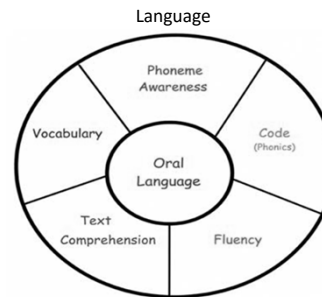 Language
Phoneme
Awareness
Vocabulary
Code
(Phonics)
Oral
Language
Text
Comprehension
Fluency